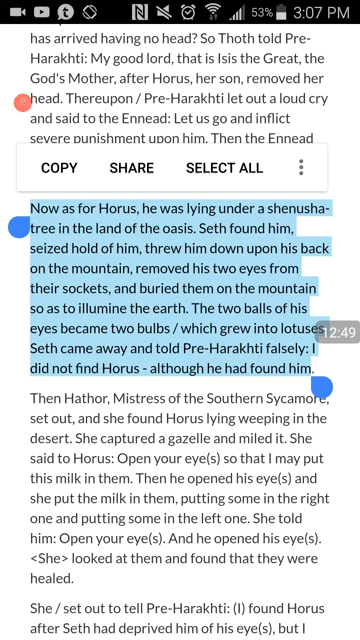 53% 3:07 PM
has arrived having no head? So Thoth told Pre-
Harakhti: My good lord, that is Isis the Great, the
God's Mother, after Horus, her son, removed her
head. Thereupon / Pre-Harakhti let out a loud cry
and said to the Ennead: Let us go and inflict
severe punishment upon him. Then the Ennead
COPY SHARE SELECT ALL
Now as for Horus, he was lying under a shenusha-
tree in the land of the oasis. Seth found him,
seized hold of him, threw him down upon his back
on the mountain, removed his two eyes from
their sockets, and buried them on the mountain
so as to illumine the earth. The two balls of his
eyes became two bulbs / which grew into lotuses.
12:49
Seth came away and told Pre-Harakhti falsely: I
did not find Horus - although he had found him.
Then Hathor, Mistress of the Southern Sycamore,
set out, and she found Horus lying weeping in the
desert. She captured a gazelle and miled it. She
said to Horus: Open your eye(s) so that I may put
this milk in them. Then he opened his eye(s) and
she put the milk in them, putting some in the right
one and putting some in the left one. She told
him: Open your eye(s). And he opened his eye(s).
<She> looked at them and found that they were
healed.
She / set out to tell Pre-Harakhti: (I) found Horus
after Seth had deprived him of his eye(s), but I